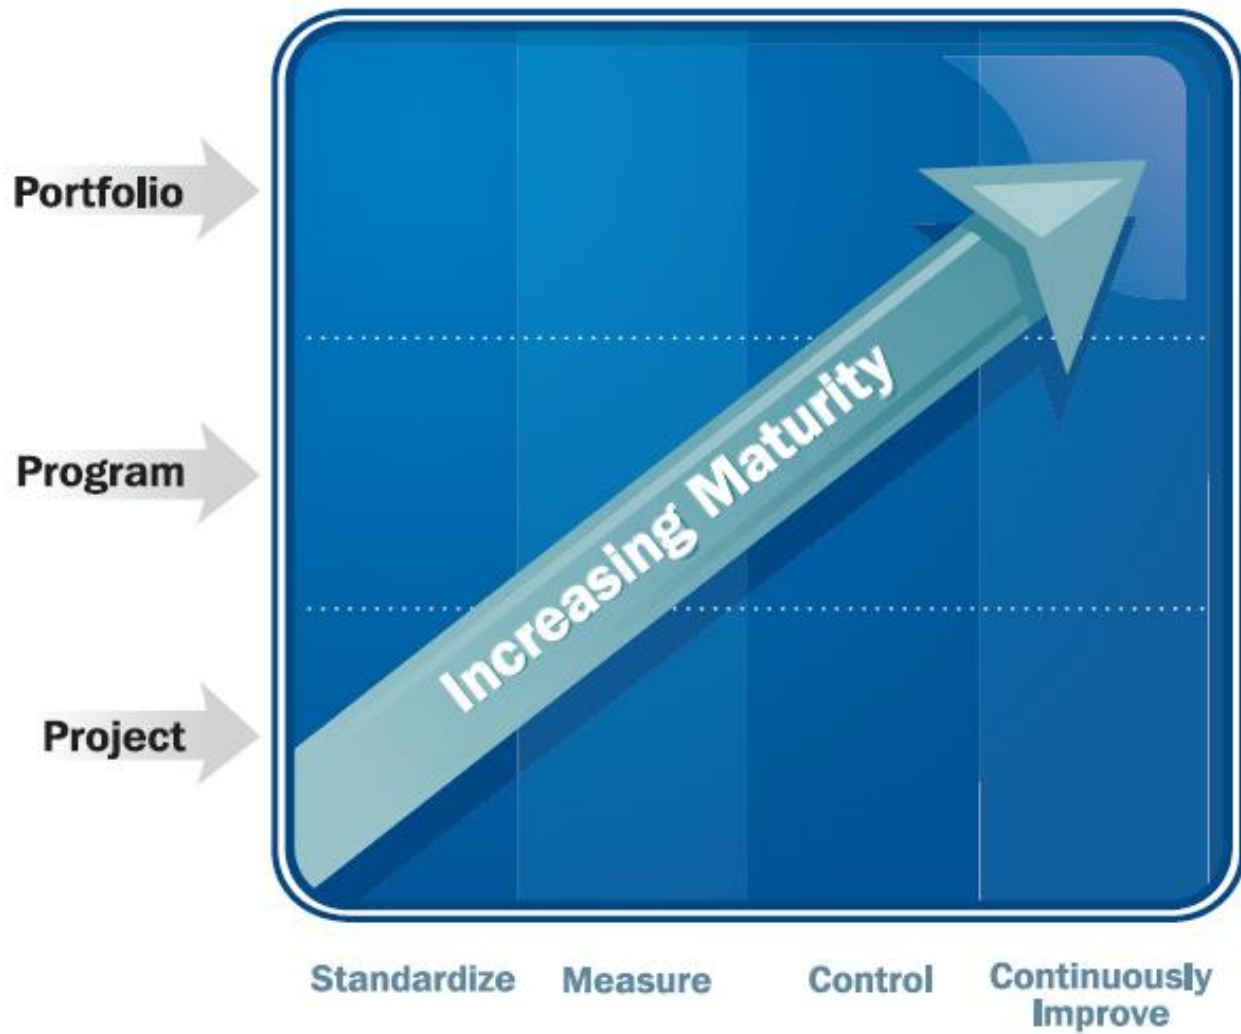 Portfolio
Program
Project
Increasing Maturity
Standardize
Measure
Control
Continuously
Improve